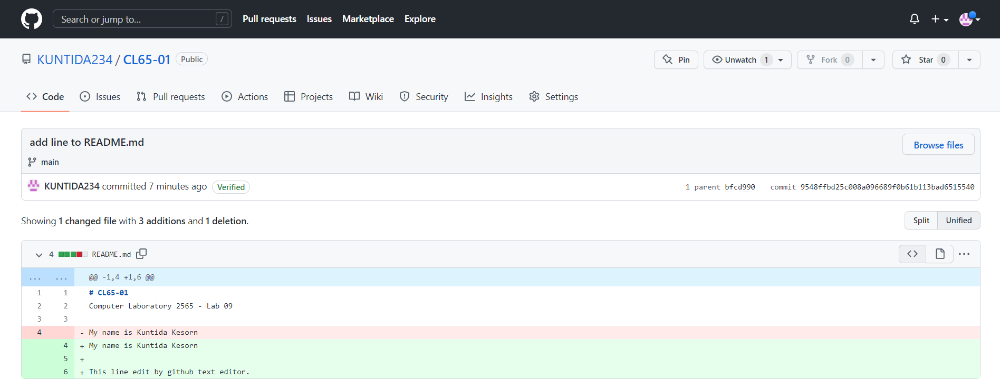 Search or jump to... / Pull requests Issues Marketplace Explore
KUNTIDA234 / CL65-01 Public Pin Unwatch 1 Fork 0 Star 0
Code Issues Pull requests Actions Projects Wiki Security Insights Settings
add line to README.md Browse files
main
KUNTIDA234 committed 7 minutes ago Verified 1 parent bfcd990 commit 9548ffbd25c008a096689f0b61b113bad6515540
Showing 1 changed file with 3 additions and 1 deletion. Split Unified
4 README.md ...
... ... @@ -1,4 +1,6 @@
1 1 # CL65-01
2 2 Computer Laboratory 2565 - Lab 09
3 3
4 - My name is Kuntida Kesorn
4 + My name is Kuntida Kesorn
5 +
6 + This line edit by github text editor.